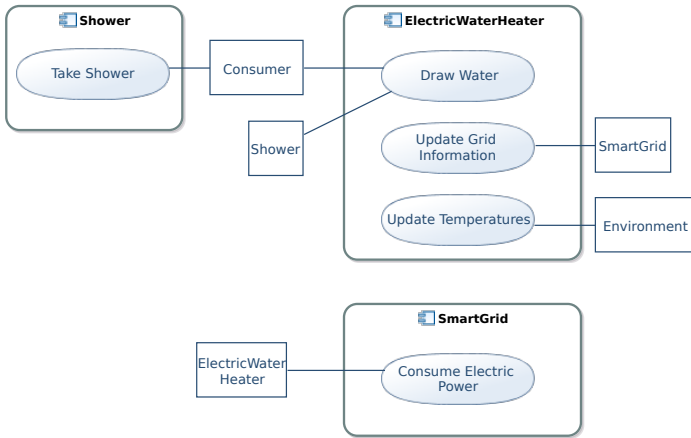 Shower
Take Shower
Consumer
Shower
ElectricWaterHeater
Draw Water
Update Grid
Information
Update Temperatures
SmartGrid
Environment
SmartGrid
ElectricWater
Heater
Consume Electric
Power